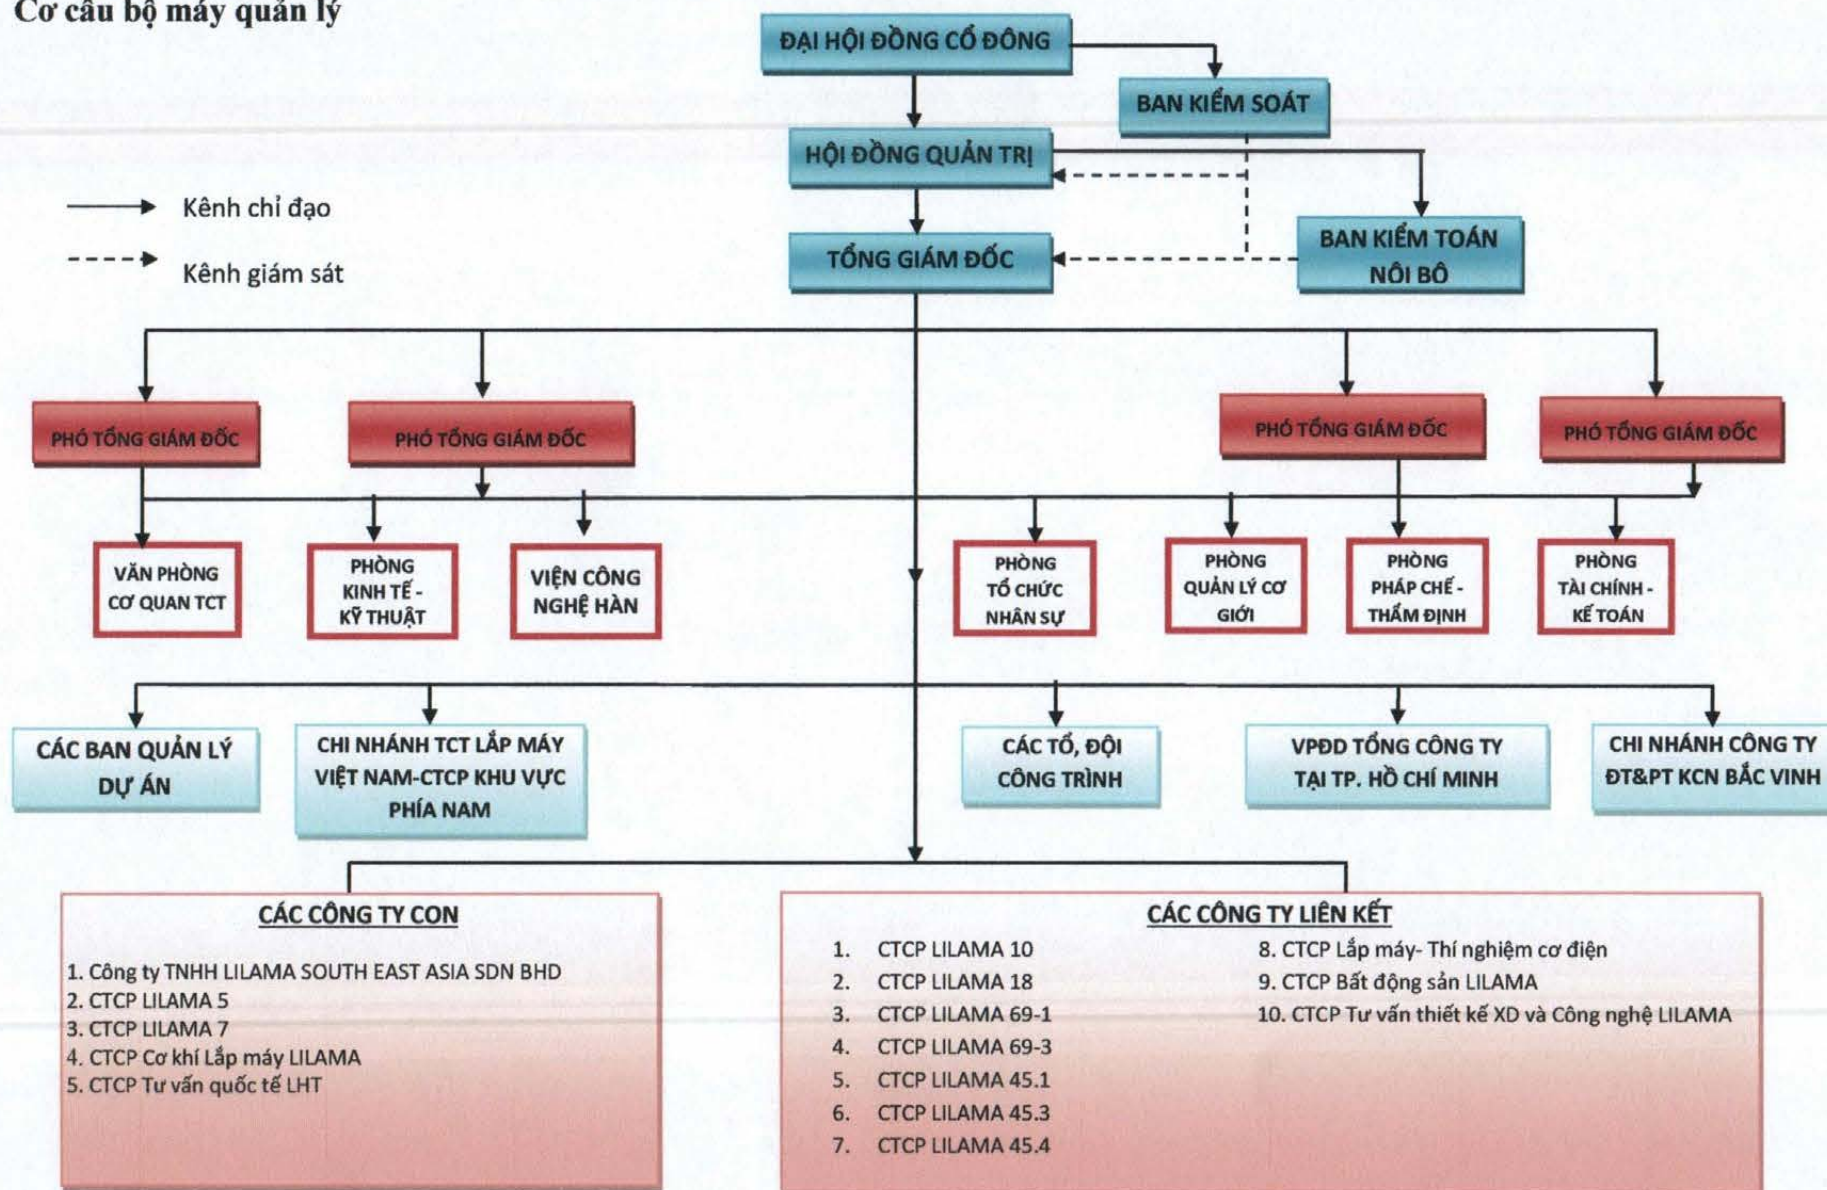 Cơ cấu bộ máy quản lý
ĐẠI HỘI ĐỒNG CỔ ĐÔNG
BAN KIỂM SOÁT
HỘI ĐỒNG QUẢN TRỊ
Kênh chỉ đạo
Kênh giám sát
TỔNG GIÁM ĐỐC
BAN KIỂM TOÁN
NỘI BỘ
PHÓ TỔNG GIÁM ĐỐC
PHÓ TỔNG GIÁM ĐỐC
PHÓ TỔNG GIÁM ĐỐC
PHÓ TỔNG GIÁM ĐỐC
VĂN PHÒNG
CƠ QUAN TCT
PHÒNG
KINH TẾ -
KỸ THUẬT
VIỆN CÔNG
NGHỆ HÀN
PHÒNG
TỔ CHỨC
NHÂN SỰ
PHÒNG
QUẢN LÝ CƠ
GIỚI
PHÒNG
PHÁP CHẾ -
THẨM ĐỊNH
PHÒNG
TÀI CHÍNH -
KẾ TOÁN
CÁC BAN QUẢN LÝ
DỰ ÁN
CHI NHÁNH TCT LẮP MÁY
VIỆT NAM-CTCP KHU VỰC
PHÍA NAM
CÁC TỔ, ĐỘI
CÔNG TRÌNH
VPĐD TỔNG CÔNG TY
TẠI TP. HỒ CHÍ MINH
CHI NHÁNH CÔNG TY
ĐT&PT KCN BẮC VINH
CÁC CÔNG TY CON
1. Công ty TNHH LILAMA SOUTH EAST ASIA SDN BHD
2. CTCP LILAMA 5
3. CTCP LILAMA 7
4. CTCP Cơ khí Lắp máy LILAMA
5. CTCP Tư vấn quốc tế LHT
CÁC CÔNG TY LIÊN KẾT
1. CTCP LILAMA 10
2. CTCP LILAMA 18
3. CTCP LILAMA 69-1
4. CTCP LILAMA 69-3
5. CTCP LILAMA 45.1
6. CTCP LILAMA 45.3
7. CTCP LILAMA 45.4
8. CTCP Lắp máy- Thí nghiệm cơ điện
9. CTCP Bất động sản LILAMA
10. CTCP Tư vấn thiết kế XD và Công nghệ LILAMA